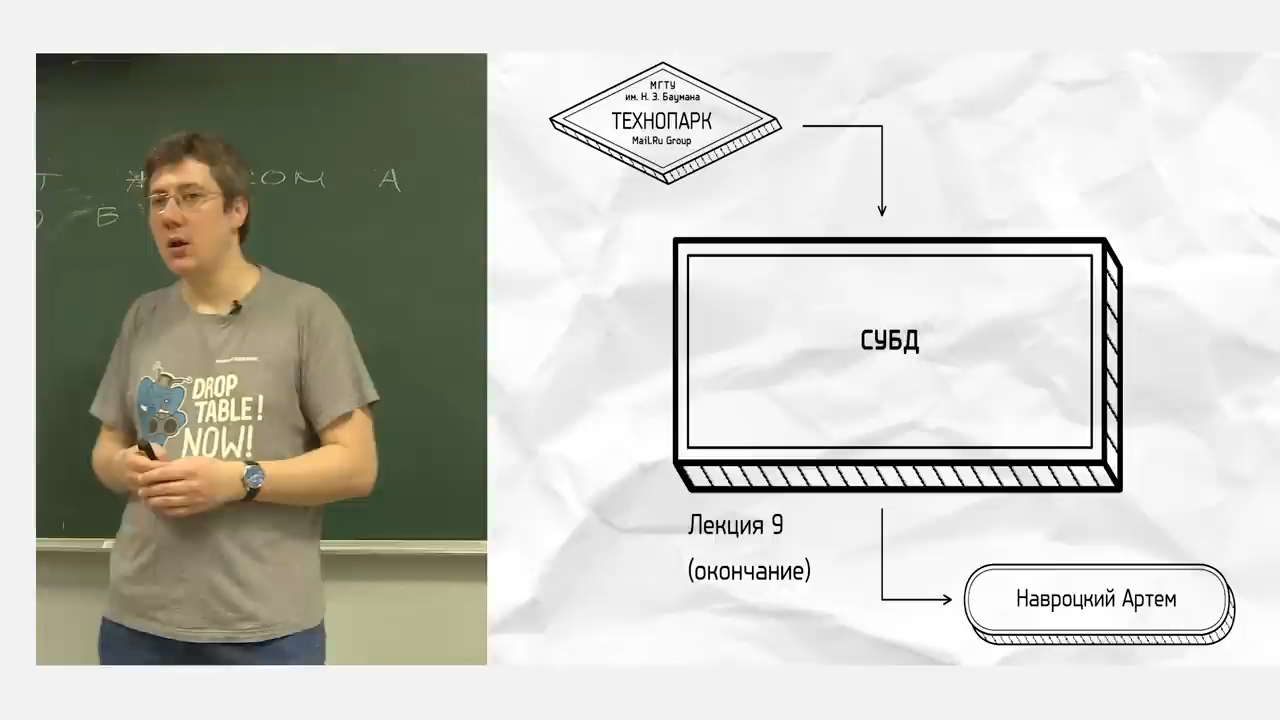 А
В
DROP
TABLE!
NOW!
МГТУ
им. Н. Э. Баумана
ТЕХНОПАРК
Mail.Ru Group
СУБД
Лекция 9
(окончание)
Навроцкий Артем